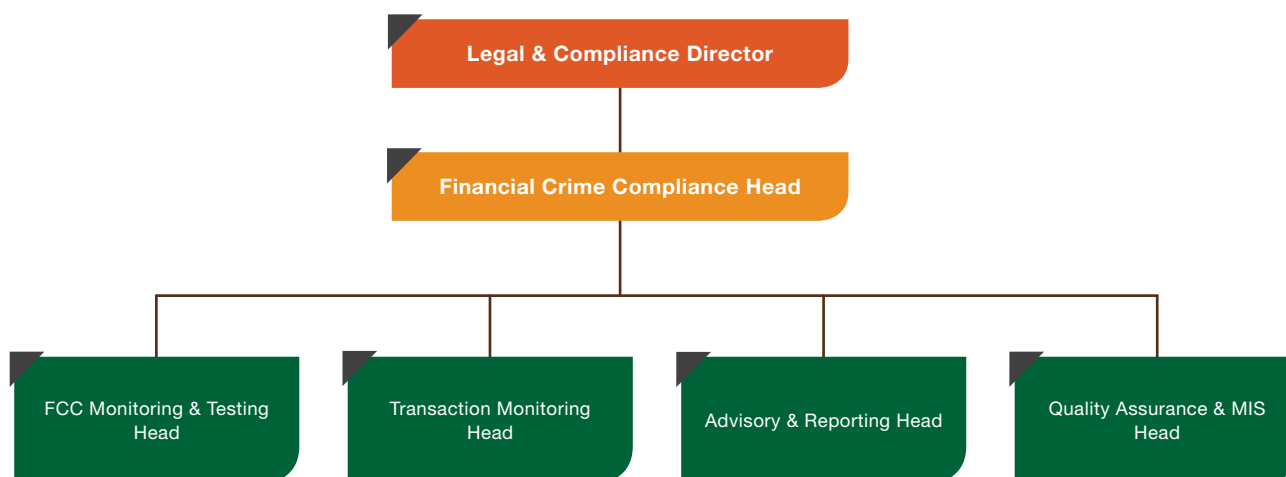 Legal & Compliance Director
Financial Crime Compliance Head
FCC Monitoring & Testing
Head
Transaction Monitoring
Head
Advisory & Reporting Head
Quality Assurance & MIS
Head